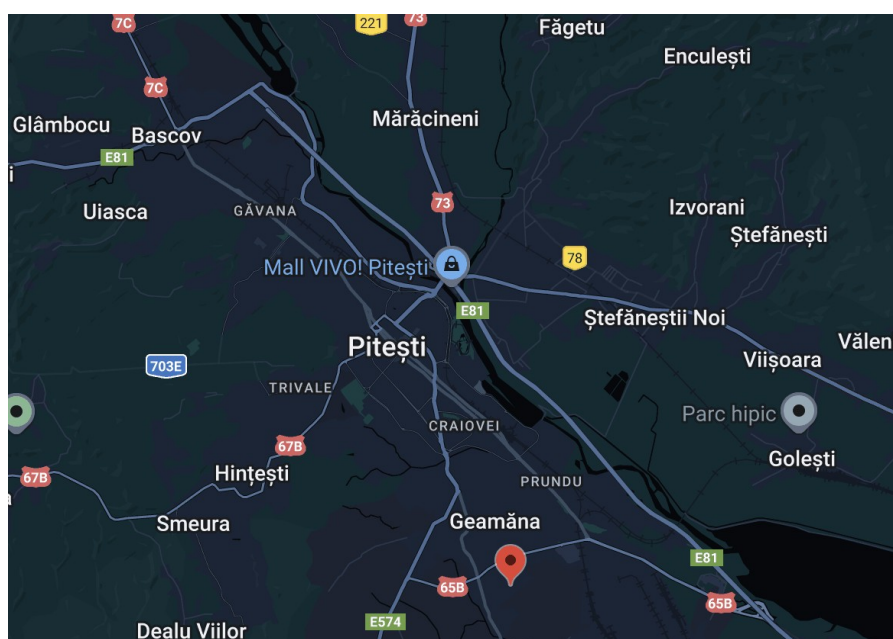 7C
221
73
Făgetu
Enculești
7C
Glâmbocu
Bascov
Mărăcineni
E81
i
Uiasca
GĂVANA
73
Izvorani
Ștefănești
Mall VIVO! Pitești
78
E81
Ștefăneștii Noi
Pitești
Vălen
703E
Viișoara
TRIVALE
Parc hipic
CRAIOVEI
67B
Golești
67B
Hințești
PRUNDU
a
Smeura
Geamăna
E81
65B
65B
E574
Dealu Viilor